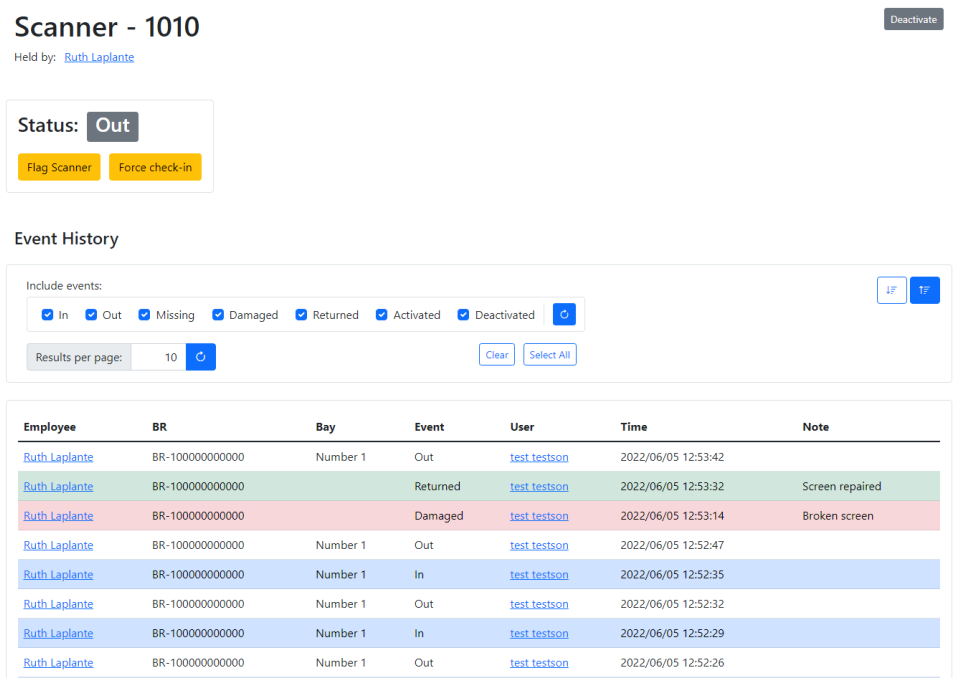 Scanner - 1010
Deactivate
Held by: Ruth Laplante
Status: Out
Flag Scanner Force check-in
Event History
Include events:
In Out Missing Damaged Returned Activated Deactivated
Results per page: 10
Clear Select All
Employee BR Bay Event User Time Note
Ruth Laplante BR-100000000000 Number 1 Out test testson 2022/06/05 12:53:42
Ruth Laplante BR-100000000000 Returned test testson 2022/06/05 12:53:32 Screen repaired
Ruth Laplante BR-100000000000 Damaged test testson 2022/06/05 12:53:14 Broken screen
Ruth Laplante BR-100000000000 Number 1 Out test testson 2022/06/05 12:52:47
Ruth Laplante BR-100000000000 Number 1 In test testson 2022/06/05 12:52:35
Ruth Laplante BR-100000000000 Number 1 Out test testson 2022/06/05 12:52:32
Ruth Laplante BR-100000000000 Number 1 In test testson 2022/06/05 12:52:29
Ruth Laplante BR-100000000000 Number 1 Out test testson 2022/06/05 12:52:26